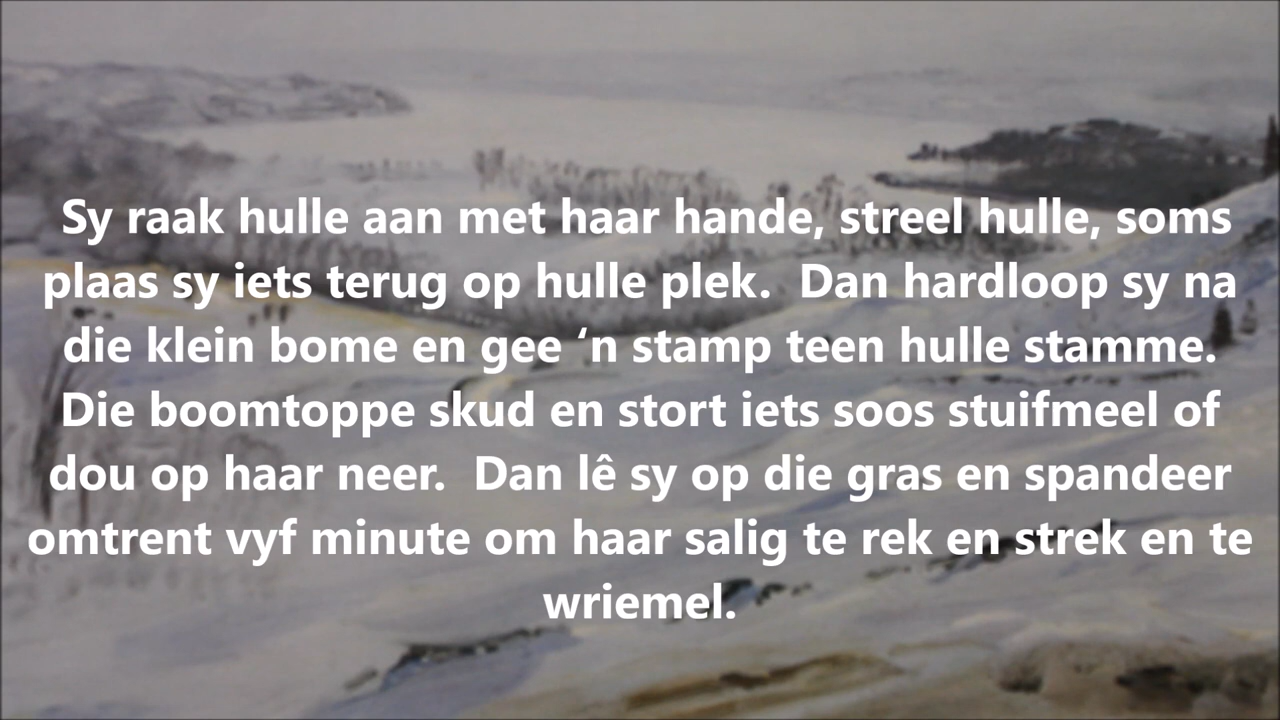 Sy raak hulle aan met haar hande, streel hulle, soms
plaas sy iets terug op hulle plek.  Dan hardloop sy na
die klein bome en gee ‘n stamp teen hulle stamme.
Die boomtoppe skud en stort iets soos stuifmeel of
dou op haar neer.  Dan lê sy op die gras en spandeer
omtrent vyf minute om haar salig te rek en strek en te
wriemel.